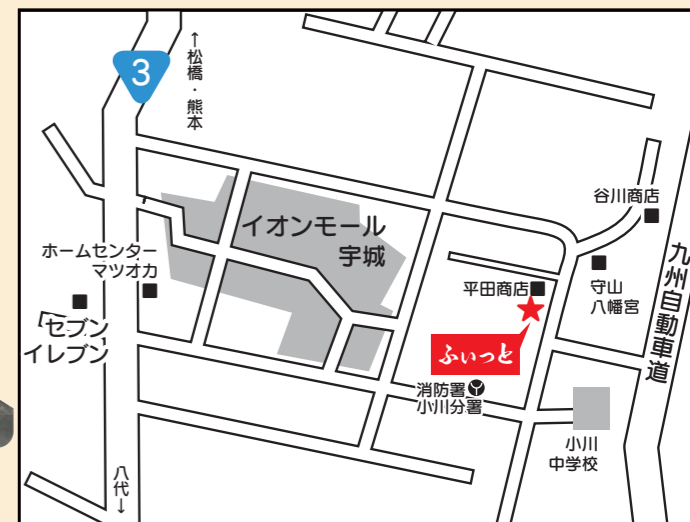 3
↑松橋・熊本
谷川商店
イオンモール
宇城
ホームセンター
マツオカ
平田商店
守山
八幡宮
九州自動車道
セブン
イレブン
ふぃっと
消防署
小川分署
小川
中学校
八代↓